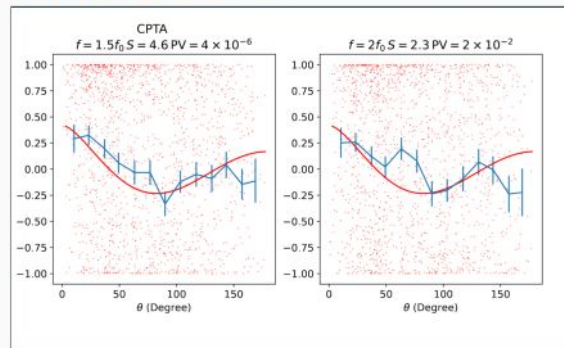 CPTA
f = 1.5f₀ S = 4.6 PV = 4 × 10⁻⁶
f = 2f₀ S = 2.3 PV = 2 × 10⁻²
1.00
0.75
0.50
0.25
0.00
−0.25
−0.50
−0.75
−1.00
0 50 100 150
θ (Degree)
1.00
0.75
0.50
0.25
0.00
−0.25
−0.50
−0.75
−1.00
0 50 100 150
θ (Degree)